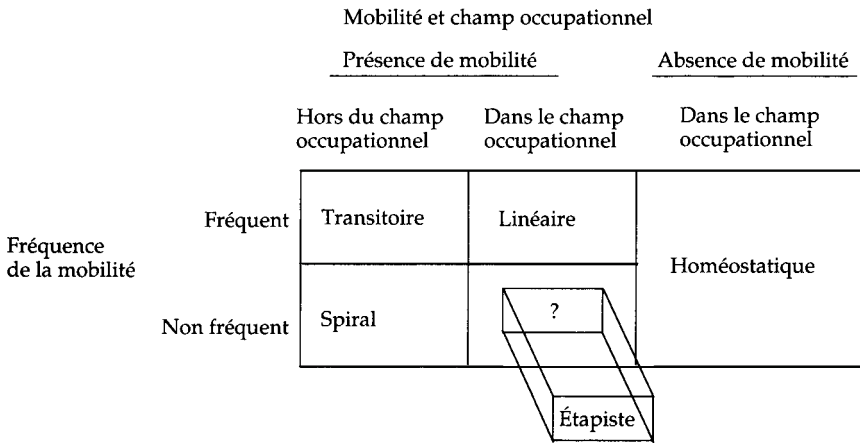 Mobilité et champ occupationnel
Présence de mobilité
Absence de mobilité
Hors du champ
occupationnel
Dans le champ
occupationnel
Dans le champ
occupationnel
Fréquence
de la mobilité
Fréquent
Transitoire
Linéaire
Homéostatique
Non fréquent
Spiral
?
Étapiste